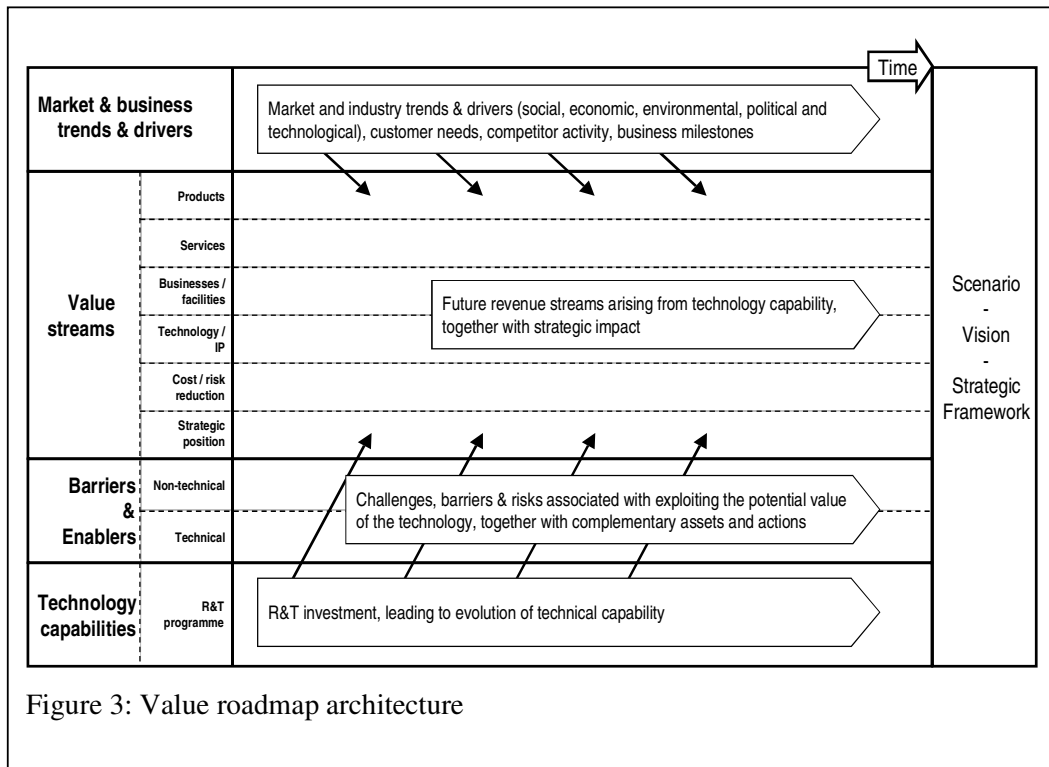 Time
Market & business
trends & drivers
Market and industry trends & drivers (social, economic, environmental, political and
technological), customer needs, competitor activity, business milestones
Value
streams
Products
Services
Businesses /
facilities
Technology /
IP
Cost / risk
reduction
Strategic
position
Future revenue streams arising from technology capability,
together with strategic impact
Barriers
&
Enablers
Non-technical
Technical
Challenges, barriers & risks associated with exploiting the potential value
of the technology, together with complementary assets and actions
Technology
capabilities
R&T
programme
R&T investment, leading to evolution of technical capability
Scenario
-
Vision
-
Strategic
Framework
Figure 3: Value roadmap architecture